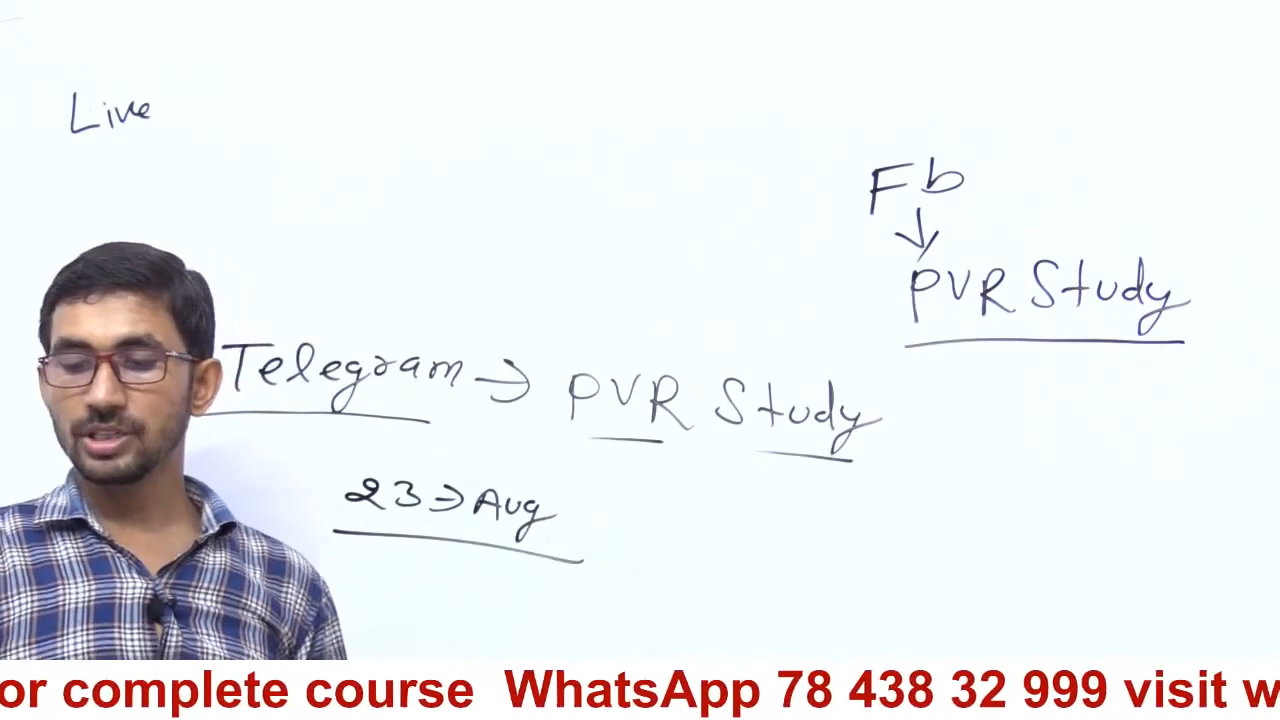 Live
Fb
↓
PVR Study
Telegram → PVR Study
23 → Aug
or complete course WhatsApp 78 438 32 999 visit w